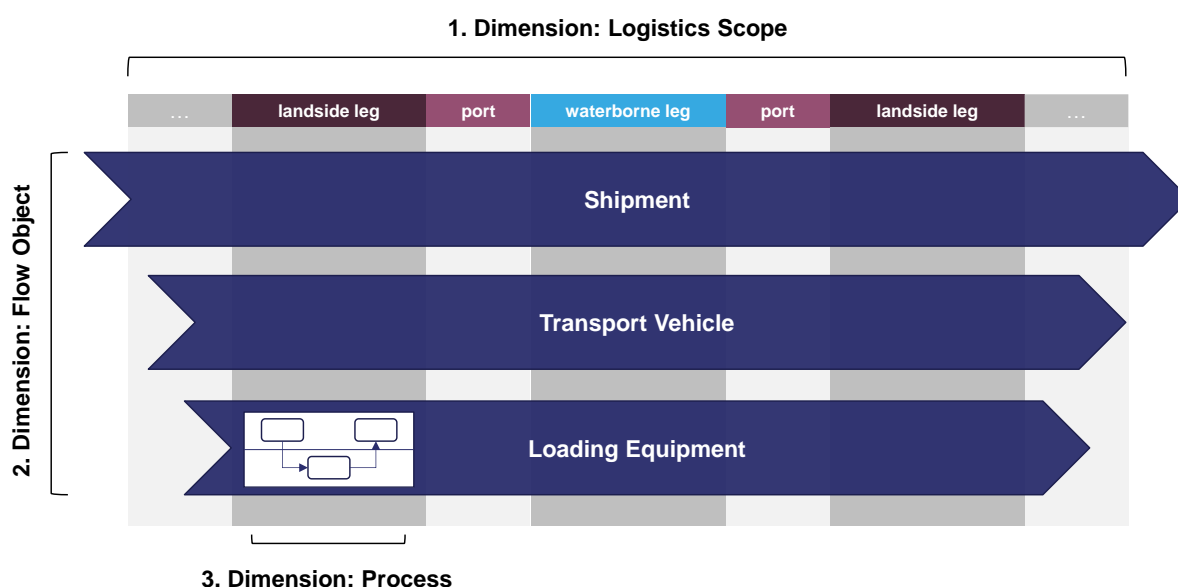 1. Dimension: Logistics Scope
... landside leg port waterborne leg port landside leg ...
2. Dimension: Flow Object
Shipment
Transport Vehicle
Loading Equipment
3. Dimension: Process